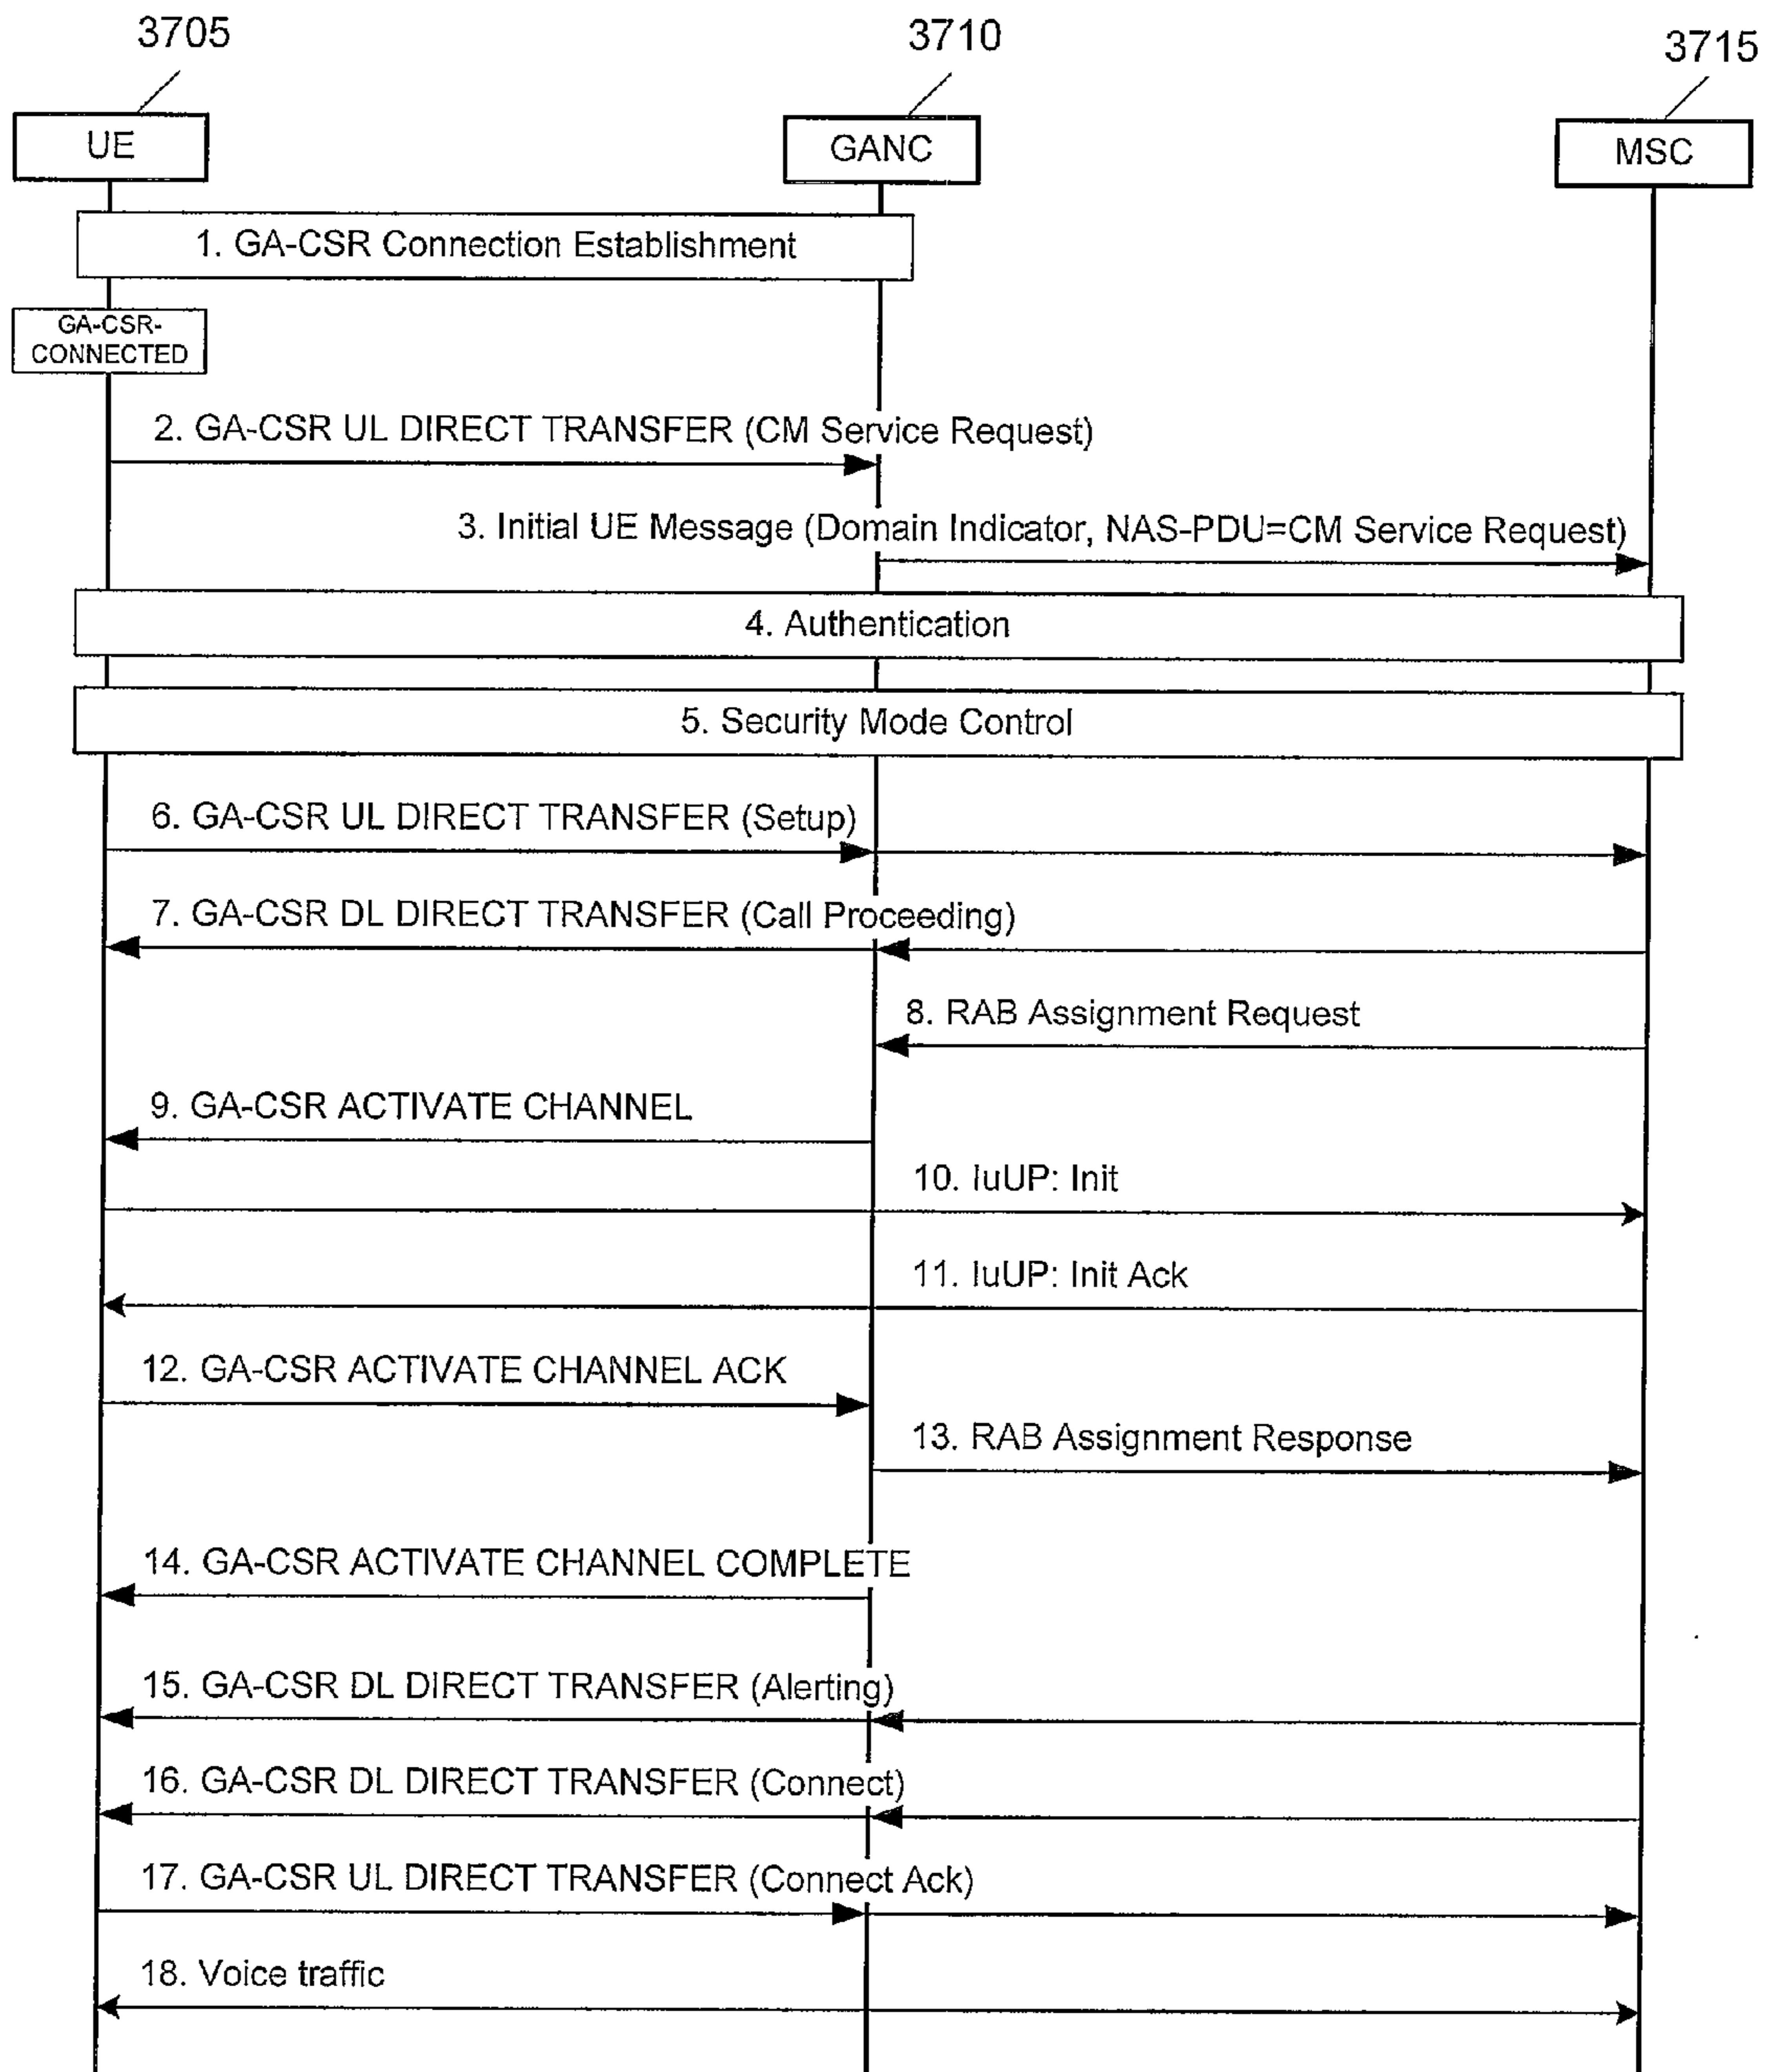 3705
3710
3715
UE
GANC
MSC
1. GA-CSR Connection Establishment
GA-CSR-
CONNECTED
2. GA-CSR UL DIRECT TRANSFER (CM Service Request)
3. Initial UE Message (Domain Indicator, NAS-PDU=CM Service Request)
4. Authentication
5. Security Mode Control
6. GA-CSR UL DIRECT TRANSFER (Setup)
7. GA-CSR DL DIRECT TRANSFER (Call Proceeding)
8. RAB Assignment Request
9. GA-CSR ACTIVATE CHANNEL
10. IuUP: Init
11. IuUP: Init Ack
12. GA-CSR ACTIVATE CHANNEL ACK
13. RAB Assignment Response
14. GA-CSR ACTIVATE CHANNEL COMPLETE
15. GA-CSR DL DIRECT TRANSFER (Alerting)
16. GA-CSR DL DIRECT TRANSFER (Connect)
17. GA-CSR UL DIRECT TRANSFER (Connect Ack)
18. Voice traffic